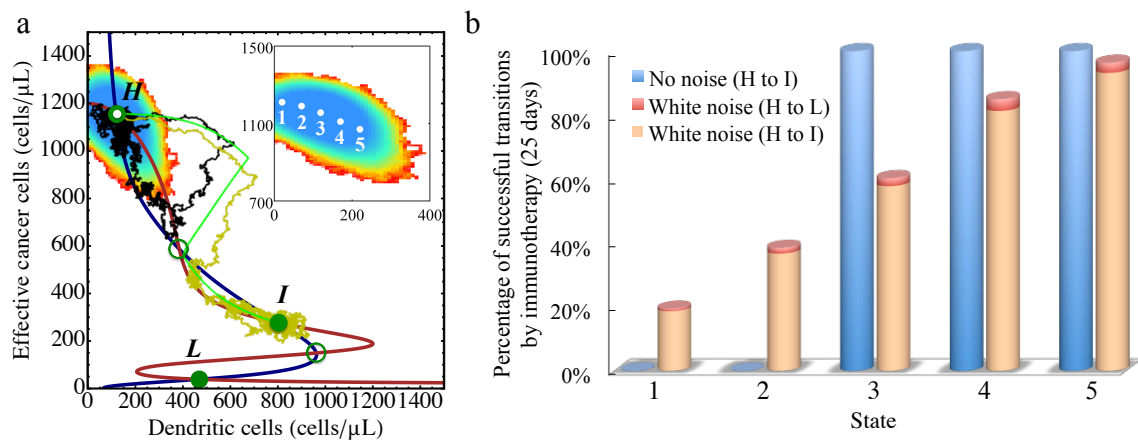 a
Effective cancer cells (cells/μL)
1400
1200
1000
800
600
400
200
0
0
200
400
600
800
1000
1200
1400
Dendritic cells (cells/μL)
H
I
L
1500
1100
700
0
200
400
1
2
3
4
5
b
Percentage of successful transitions
by immunotherapy (25 days)
100%
80%
60%
40%
20%
0%
No noise (H to I)
White noise (H to L)
White noise (H to I)
1
2
3
4
5
State